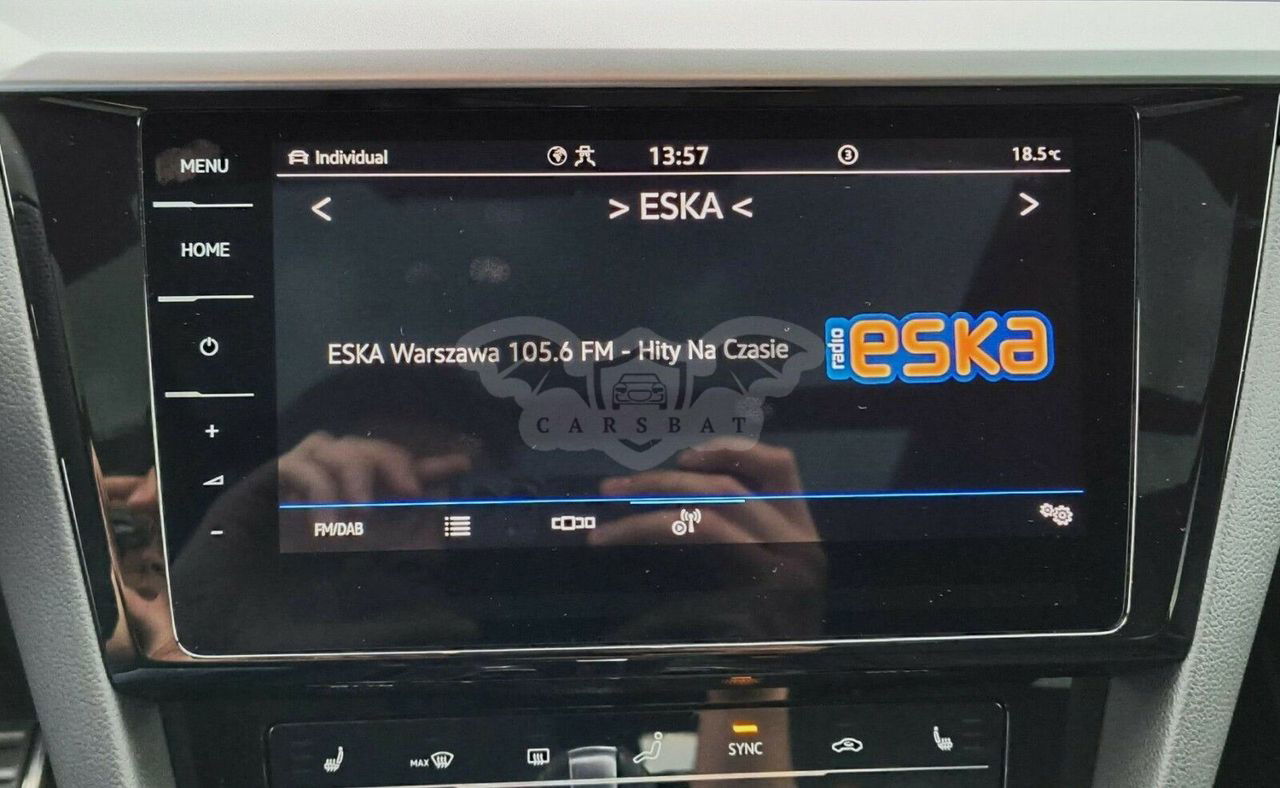 MENU
HOME
+
-
Individual
13:57
3
18.5°C
<
> ESKA <
>
ESKA Warszawa 105.6 FM - Hity Na Czasie
radio eska
CARSBAT
FM/DAB
MAX
SYNC